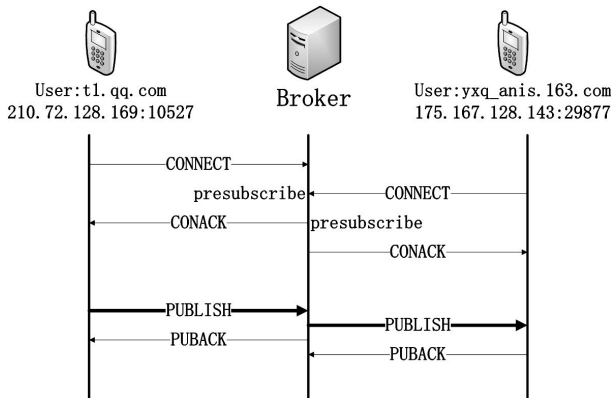 User:t1.qq.com
210.72.128.169:10527
Broker
User:yxq_anis.163.com
175.167.128.143:29877
CONNECT
presubscribe
CONNECT
CONACK
presubscribe
CONACK
PUBLISH
PUBLISH
PUBACK
PUBACK